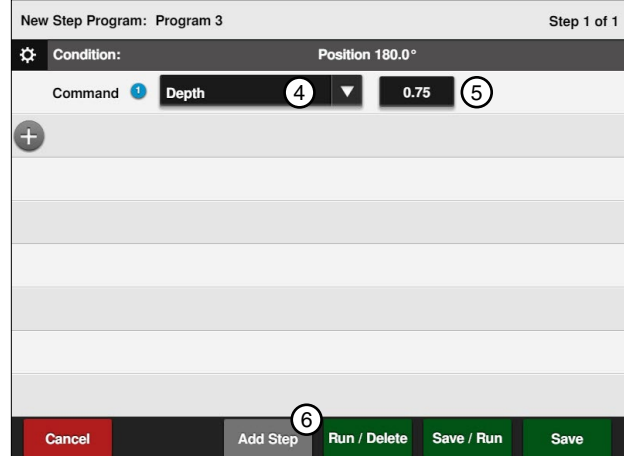 New Step Program: Program 3 Step 1 of 1
Condition: Position 180.0°
Command 1 Depth 4 0.75 5
6
Cancel Add Step Run / Delete Save / Run Save